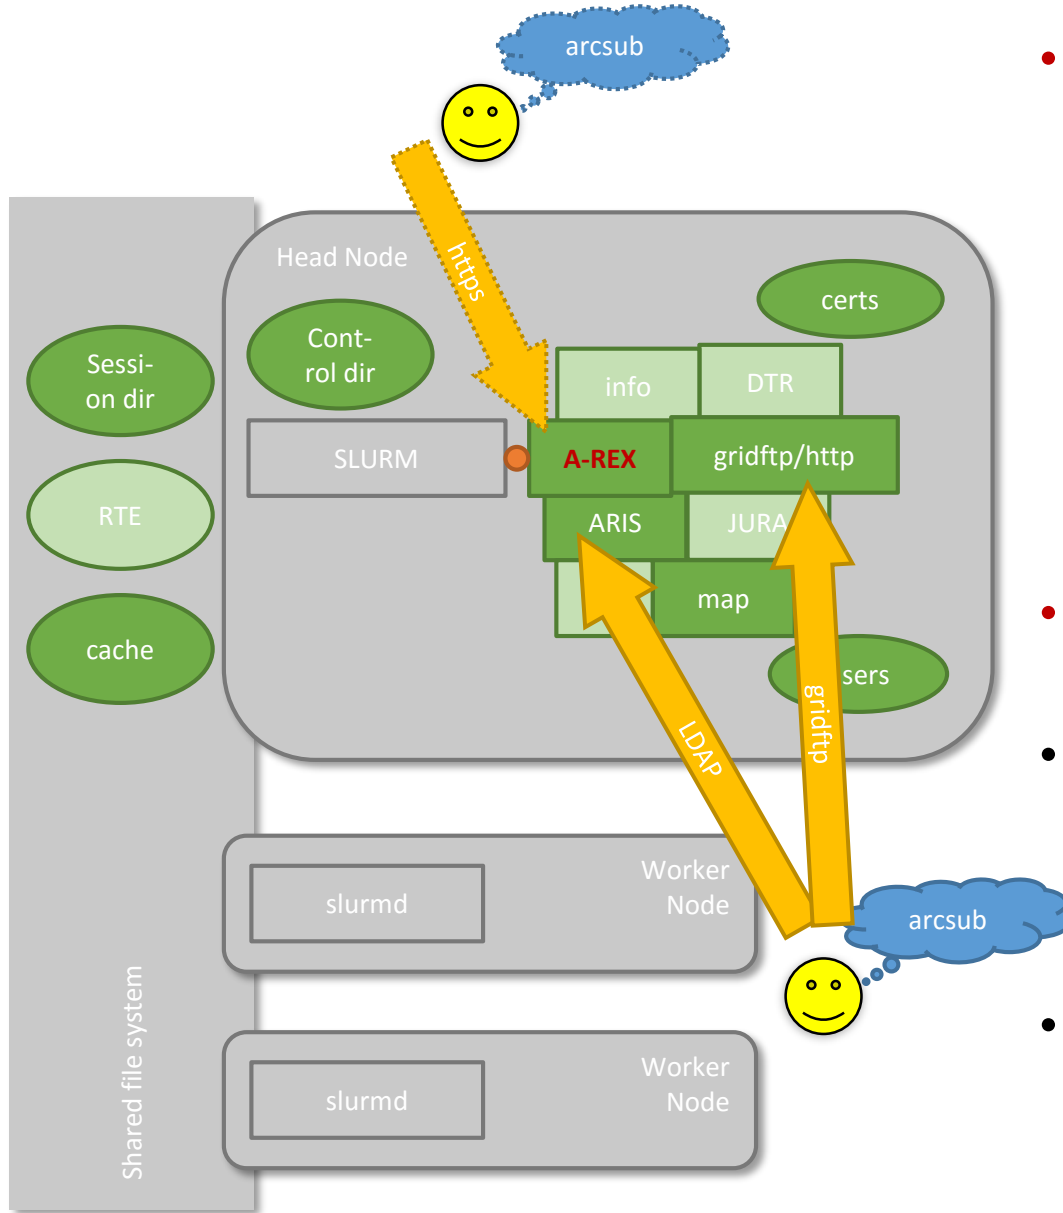 arcsub
https
Head Node
certs
Cont-
rol dir
Sessi-
on dir
info
DTR
SLURM
A-REX
gridftp/http
RTE
ARIS
JURA
map
cache
sers
LDAP
gridftp
Worker
Node
slurmd
arcsub
Shared file system
Worker
Node
slurmd